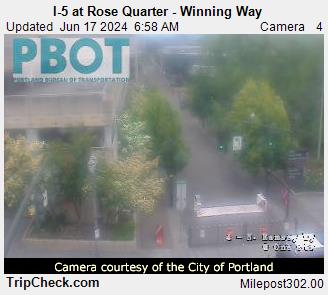 I-5 at Rose Quarter - Winning Way
Updated Jun 17 2024 6:58 AM Camera 4
PBOT
PORTLAND BUREAU OF TRANSPORTATION
Camera courtesy of the City of Portland
TripCheck.com Milepost302.00